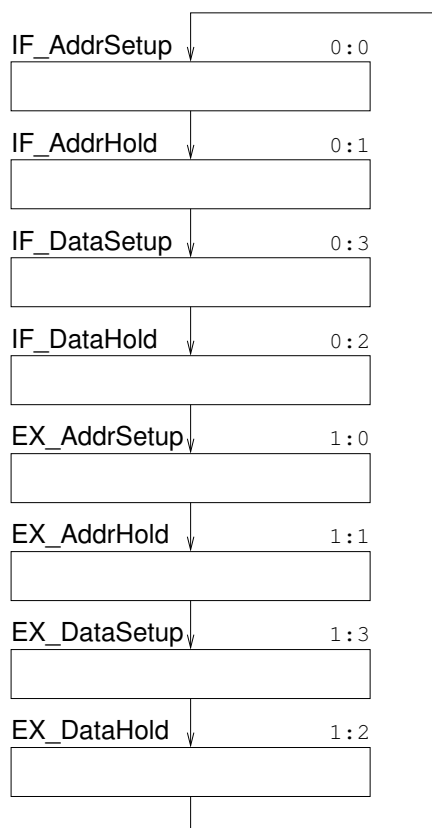 IF_AddrSetup 0:0
IF_AddrHold 0:1
IF_DataSetup 0:3
IF_DataHold 0:2
EX_AddrSetup 1:0
EX_AddrHold 1:1
EX_DataSetup 1:3
EX_DataHold 1:2